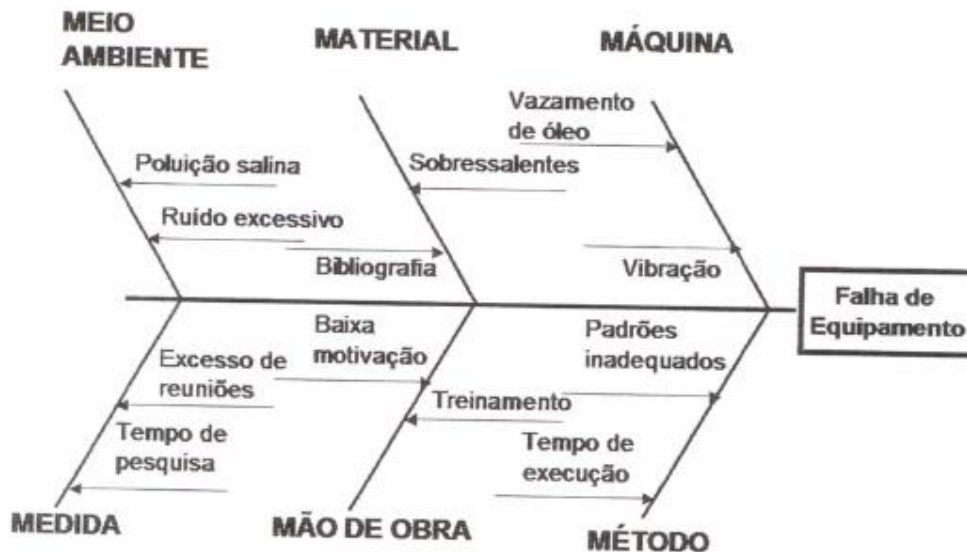 MEIO
AMBIENTE
MATERIAL
MÁQUINA
Vazamento
de óleo
Poluição salina
Sobressalentes
Ruído excessivo
Bibliografia
Vibração
Falha de
Equipamento
Baixa
motivação
Padrões
inadequados
Excesso de
reuniões
Treinamento
Tempo de
pesquisa
Tempo de
execução
MEDIDA
MÃO DE OBRA
MÉTODO